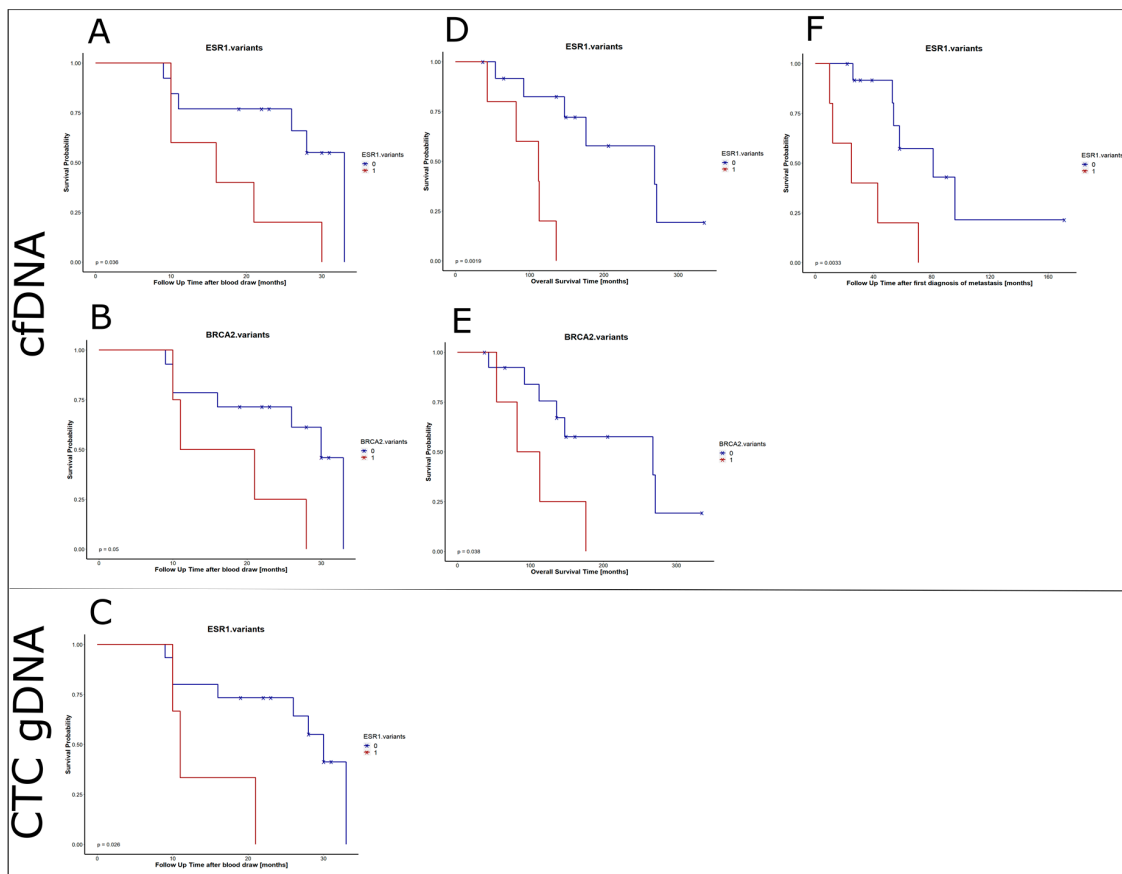 cfDNA
A
ESR1.variants
1.00
0.75
0.50
0.25
0.00
Survival Probability
p = 0.036
0
10
20
30
Follow Up Time after blood draw [months]
ESR1.variants
0
1
D
ESR1.variants
1.00
0.75
0.50
0.25
0.00
Survival Probability
p = 0.0019
0
100
200
300
Overall Survival Time [months]
ESR1.variants
0
1
F
ESR1.variants
1.00
0.75
0.50
0.25
0.00
Survival Probability
p = 0.0033
0
40
80
120
160
Follow Up Time after first diagnosis of metastasis [months]
ESR1.variants
0
1
B
BRCA2.variants
1.00
0.75
0.50
0.25
0.00
Survival Probability
p = 0.05
0
10
20
30
Follow Up Time after blood draw [months]
BRCA2.variants
0
1
E
BRCA2.variants
1.00
0.75
0.50
0.25
0.00
Survival Probability
p = 0.038
0
100
200
300
Overall Survival Time [months]
BRCA2.variants
0
1
CTC gDNA
C
ESR1.variants
1.00
0.75
0.50
0.25
0.00
Survival Probability
p = 0.026
0
10
20
30
Follow Up Time after blood draw [months]
ESR1.variants
0
1